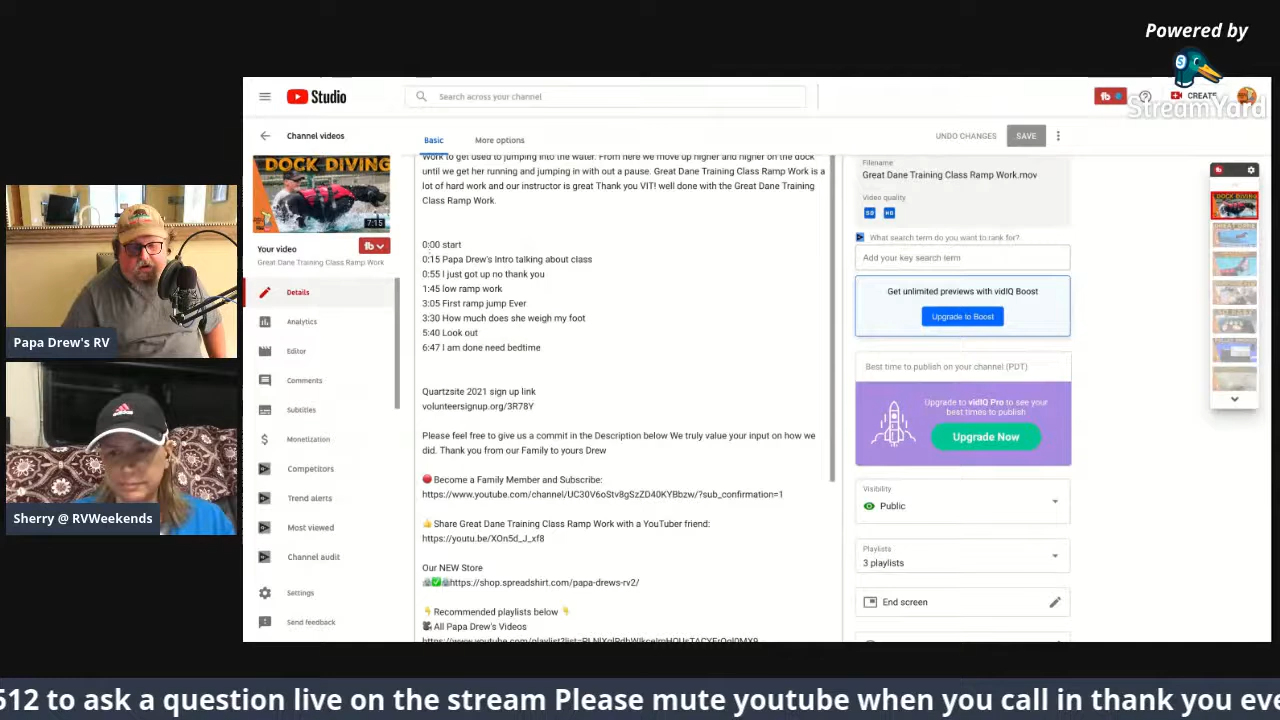 Powered by
StreamYard
Studio
Search across your channel
CREATE
Channel videos
Basic
More options
UNDO CHANGES
SAVE
DOCK DIVING
7:15
Your video
Great Dane Training Class Ramp Work
Details
Analytics
Editor
Comments
Subtitles
Monetization
Competitors
Trend alerts
Most viewed
Channel audit
Settings
Send feedback
Work to get used to jumping into the water. From here we move up higher and higher on the dock
until we get her running and jumping in with out a pause. Great Dane Training Class Ramp Work is a
lot of hard work and our instructor is great Thank you VIT! well done with the Great Dane Training
Class Ramp Work.
0:00 start
0:15 Papa Drew's Intro talking about class
0:55 I just got up no thank you
1:45 low ramp work
3:05 First ramp jump Ever
3:30 How much does she weigh my foot
5:40 Look out
6:47 I am done need bedtime
Quartzsite 2021 sign up link
volunteersignup.org/3R78Y
Please feel free to give us a commit in the Description below We truly value your input on how we
did. Thank you from our Family to yours Drew
Become a Family Member and Subscribe:
https://www.youtube.com/channel/UC30V6oStv8gSzZD40KYBbzw/?sub_confirmation=1
Share Great Dane Training Class Ramp Work with a YouTuber friend:
https://youtu.be/XOn5d_J_xf8
Our NEW Store
https://shop.spreadshirt.com/papa-drews-rv2/
Recommended playlists below
All Papa Drew's Videos
Filename
Great Dane Training Class Ramp Work.mov
Video quality
SD HD
What search term do you want to rank for?
Add your key search term
Get unlimited previews with vidIQ Boost
Upgrade to Boost
Best time to publish on your channel (PDT)
Upgrade to vidIQ Pro to see your
best times to publish
Upgrade Now
Visibility
Public
Playlists
3 playlists
End screen
DOCK DIVING
Papa Drew's RV
Sherry @ RVWeekends
512 to ask a question live on the stream Please mute youtube when you call in thank you eve